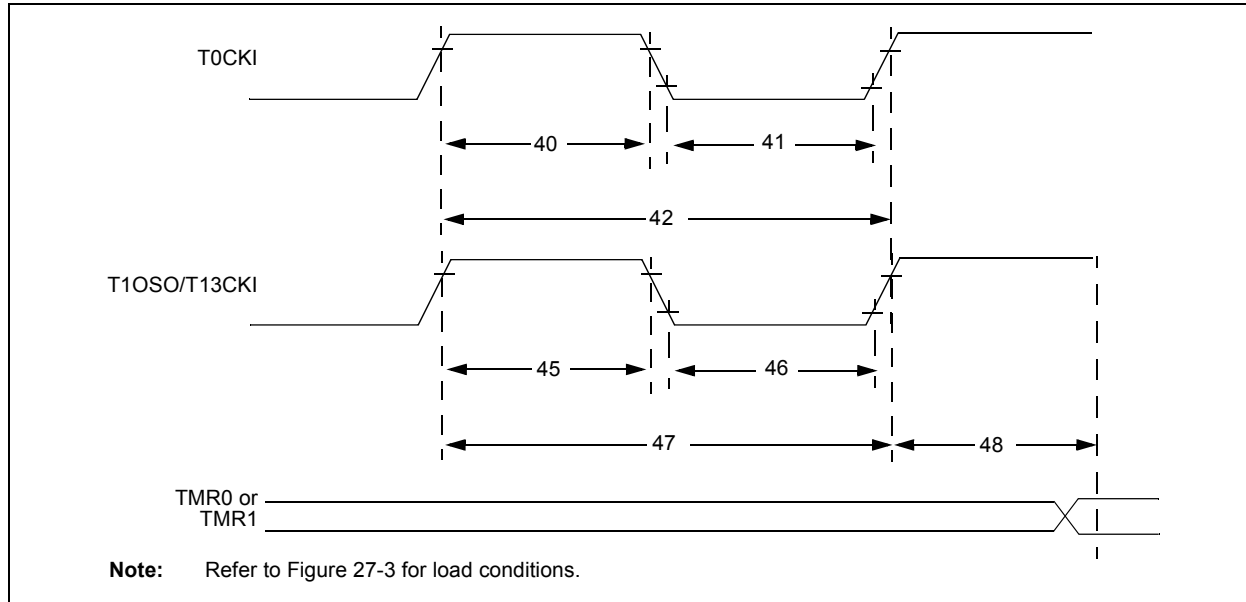 T0CKI
40
41
42
T1OSO/T13CKI
45
46
47
48
TMR0 or
TMR1
Note: Refer to Figure 27-3 for load conditions.